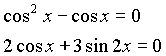 cos² x − cos x = 0
2 cos x + 3 sin 2x = 0